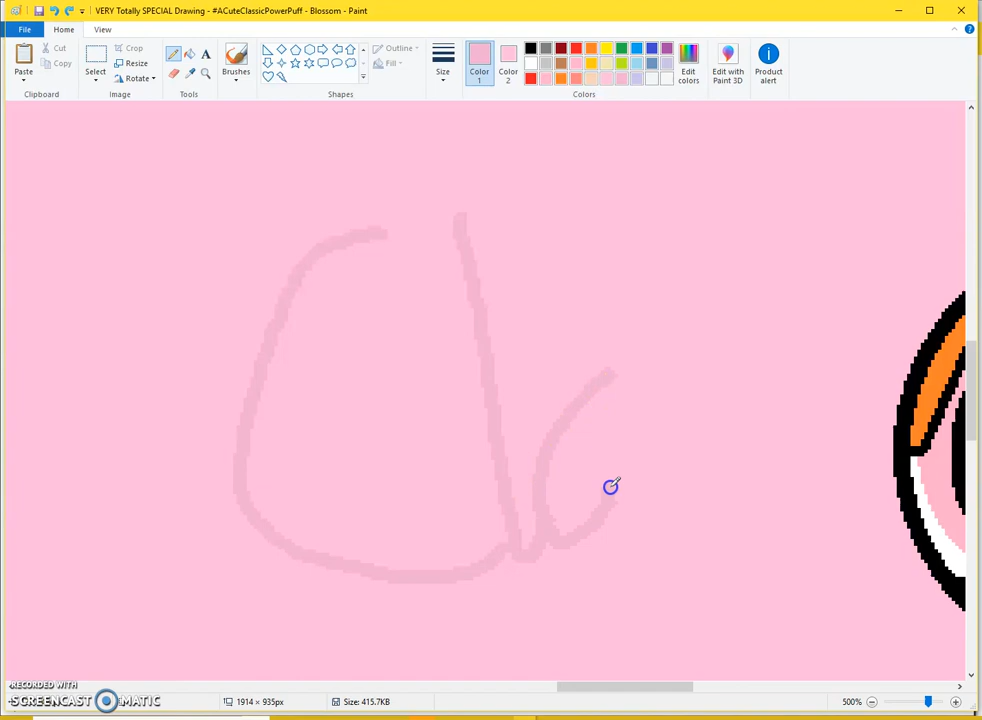 VERY Totally SPECIAL Drawing - #ACuteClassicPowerPuff - Blossom - Paint
File Home View
Paste Cut Copy Select Crop Resize Rotate A Brushes Outline Fill Size Color 1 Color 2 Edit colors Edit with Paint 3D Product alert
Clipboard Image Tools Shapes Colors
RECORDED WITH
SCREENCAST MATIC
1914 × 935px Size: 415.7KB 500%